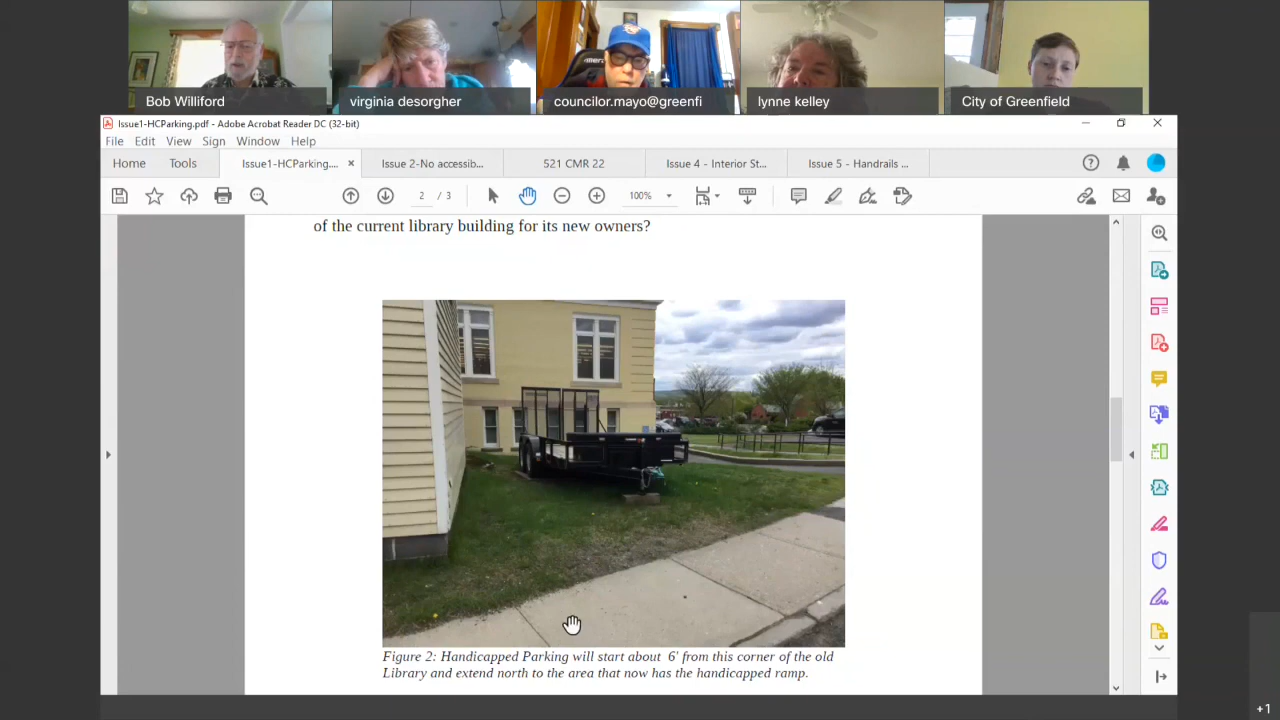 Bob Williford
virginia desorgher
councilor.mayo@greenfi
lynne kelley
City of Greenfield
Issue1-HCParking.pdf - Adobe Acrobat Reader DC (32-bit)
File Edit View Sign Window Help
Home Tools Issue1-HCParking.... × Issue 2-No accessib... 521 CMR 22 Issue 4 - Interior St... Issue 5 - Handrails ...
2 / 3 100%
of the current library building for its new owners?
Figure 2: Handicapped Parking will start about 6' from this corner of the old
Library and extend north to the area that now has the handicapped ramp.
+1